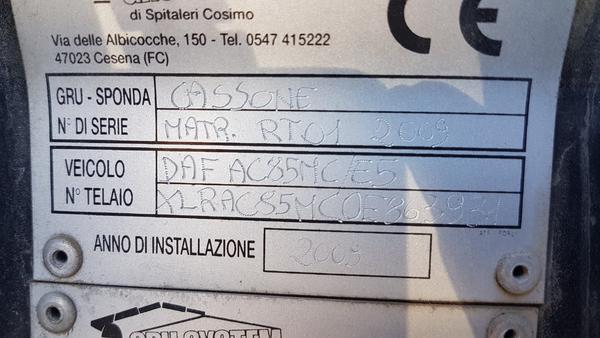 di Spitaleri Cosimo
Via delle Albicocche, 150 - Tel. 0547 415222
47023 Cesena (FC)
CE
GRU - SPONDA CASSONE
N° DI SERIE MATR. RT01 2009
VEICOLO DAF AC85MC/E5
N° TELAIO
ANNO DI INSTALLAZIONE 2009